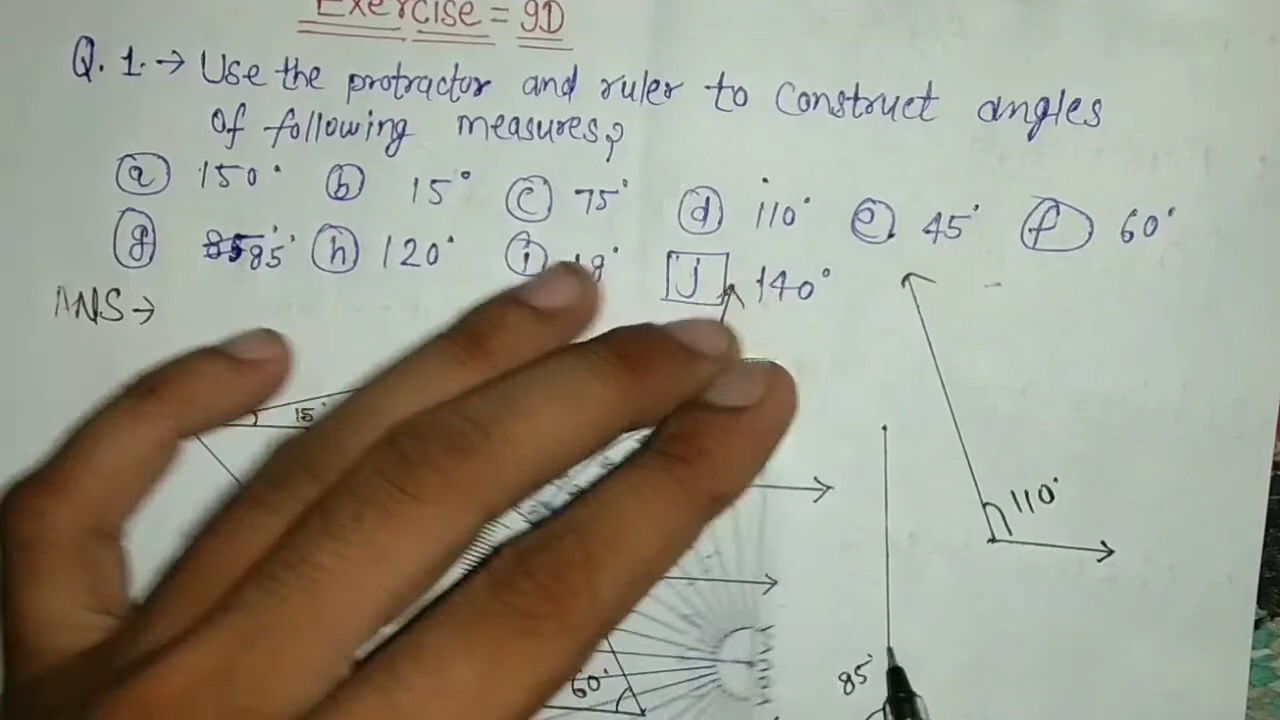 Exercise = 9D
Q. 1. → Use the protractor and ruler to construct angles
of following measures?
(a) 150° (b) 15° (c) 75° (d) 110° (e) 45° (f) 60°
(g) 85° (h) 120° (i) 8° J 140°
ANS →
15°
110°
85°
60°